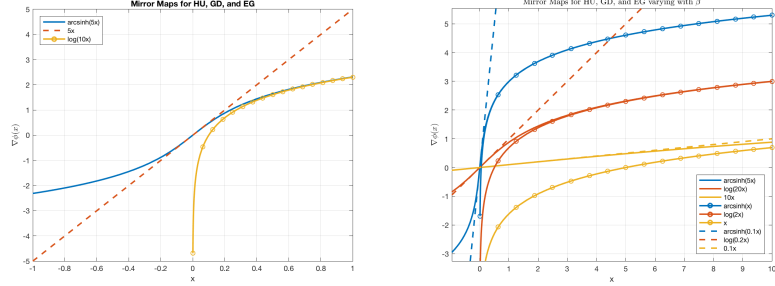 Mirror Maps for HU, GD, and EG
arcsinh(5x)
5x
log(10x)
5
4
3
2
1
0
-1
-2
-3
-4
-5
∇ϕ(x)
-1
-0.8
-0.6
-0.4
-0.2
0
0.2
0.4
0.6
0.8
1
x
Mirror Maps for HU, GD, and EG varying with β
5
4
3
2
1
0
-1
-2
-3
∇ϕ(x)
arcsinh(5x)
log(20x)
10x
arcsinh(x)
log(2x)
x
arcsinh(0.1x)
log(0.2x)
0.1x
0
1
2
3
4
5
6
7
8
9
10
x